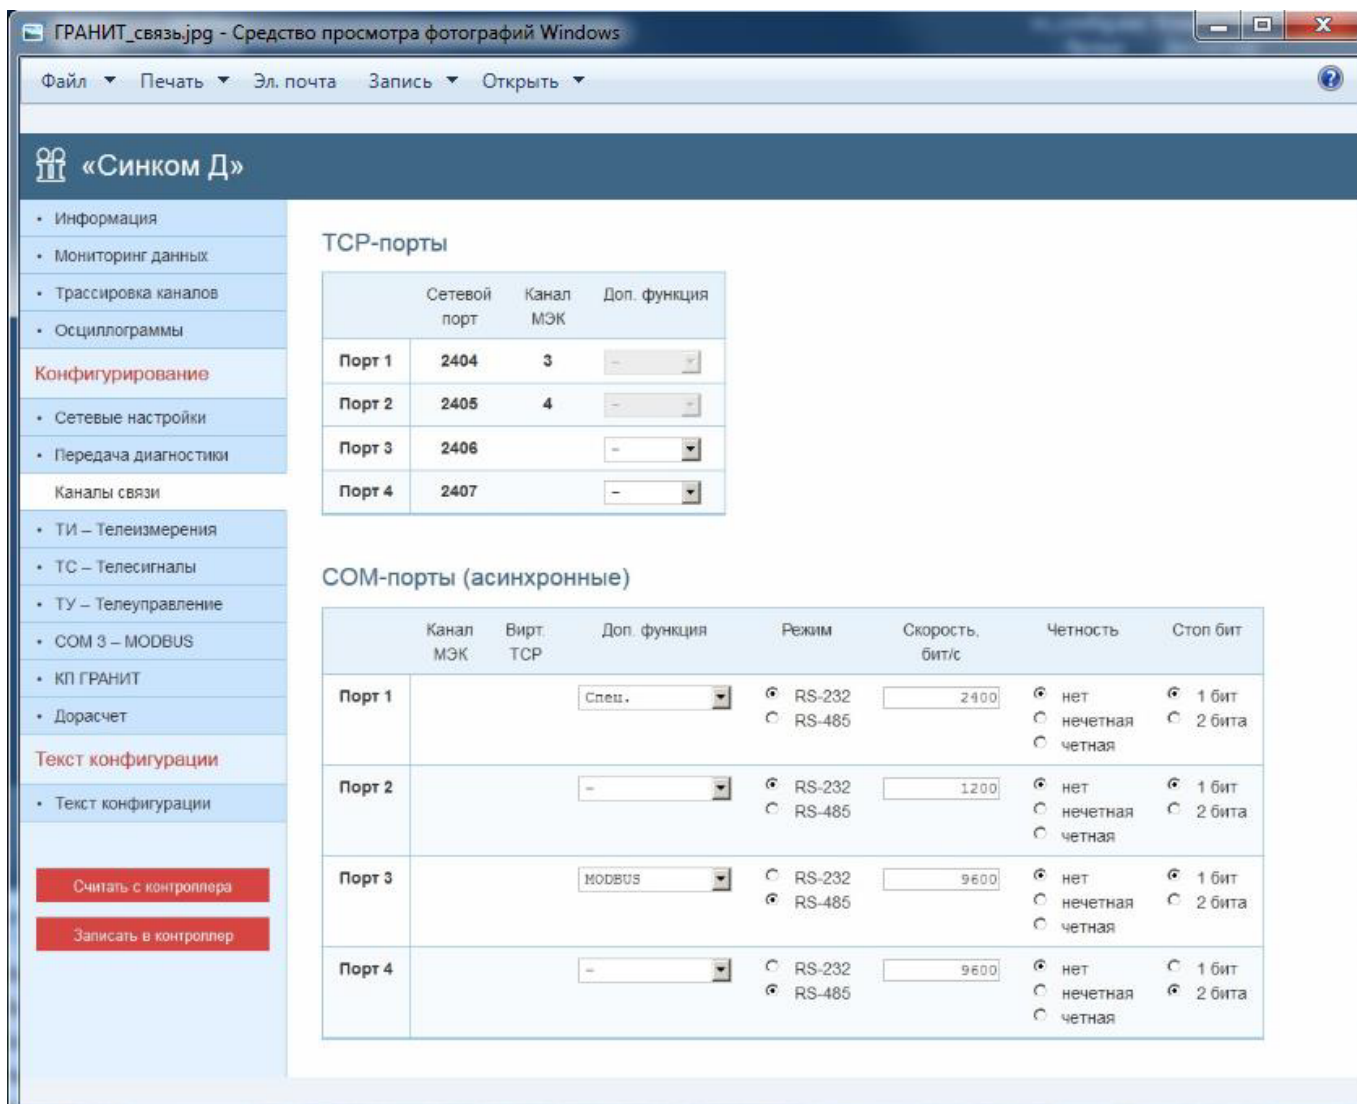 ГРАНИТ_связь.jpg - Средство просмотра фотографий Windows
Файл Печать Эл. почта Запись Открыть
«Синком Д»
Информация
Мониторинг данных
Трассировка каналов
Осциллограммы
Конфигурирование
Сетевые настройки
Передача диагностики
Каналы связи
ТИ – Телеизмерения
ТС – Телесигналы
ТУ – Телеуправление
COM 3 – MODBUS
КП ГРАНИТ
Дорасчет
Текст конфигурации
Текст конфигурации
Считать с контроллера
Записать в контроллер
TCP-порты
Сетевой порт Канал МЭК Доп. функция
Порт 1 2404 3 –
Порт 2 2405 4 –
Порт 3 2406 –
Порт 4 2407 –
COM-порты (асинхронные)
Канал МЭК Вирт. TCP Доп. функция Режим Скорость, бит/с Четность Стоп бит
Порт 1 Спец. RS-232 2400 нет 1 бит
RS-485 нечетная 2 бита
четная
Порт 2 – RS-232 1200 нет 1 бит
RS-485 нечетная 2 бита
четная
Порт 3 MODBUS RS-232 9600 нет 1 бит
RS-485 нечетная 2 бита
четная
Порт 4 – RS-232 9600 нет 1 бит
RS-485 нечетная 2 бита
четная